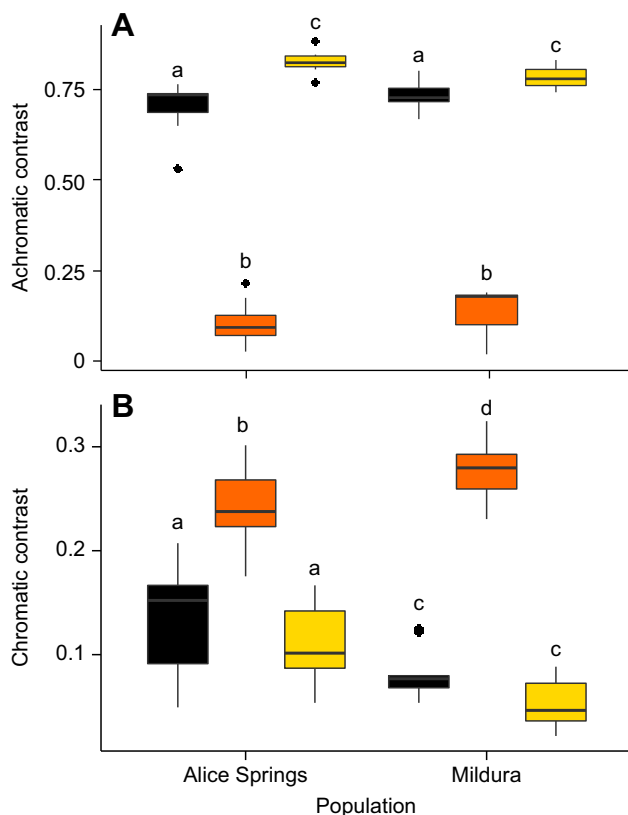 A
Achromatic contrast
0.75
0.50
0.25
0
a
b
c
a
b
c
B
Chromatic contrast
0.3
0.2
0.1
a
b
a
c
d
c
Alice Springs
Mildura
Population